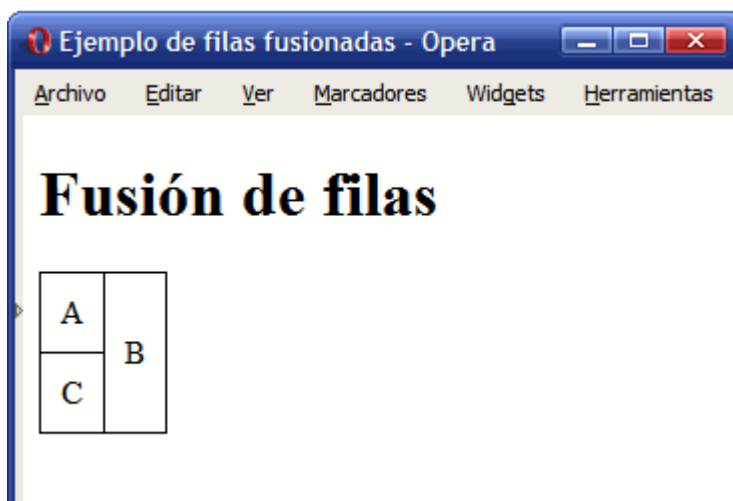 Ejemplo de filas fusionadas - Opera
Archivo Editar Ver Marcadores Widgets Herramientas
Fusión de filas
A
B
C